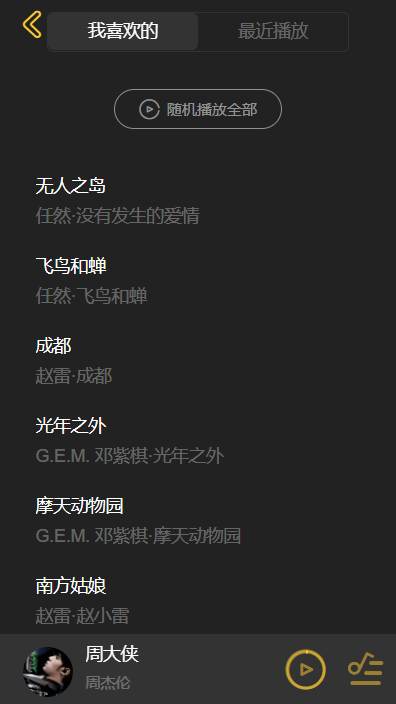 我喜欢的 最近播放
随机播放全部
无人之岛
任然·没有发生的爱情
飞鸟和蝉
任然·飞鸟和蝉
成都
赵雷·成都
光年之外
G.E.M. 邓紫棋·光年之外
摩天动物园
G.E.M. 邓紫棋·摩天动物园
南方姑娘
赵雷·赵小雷
周大侠
周杰伦